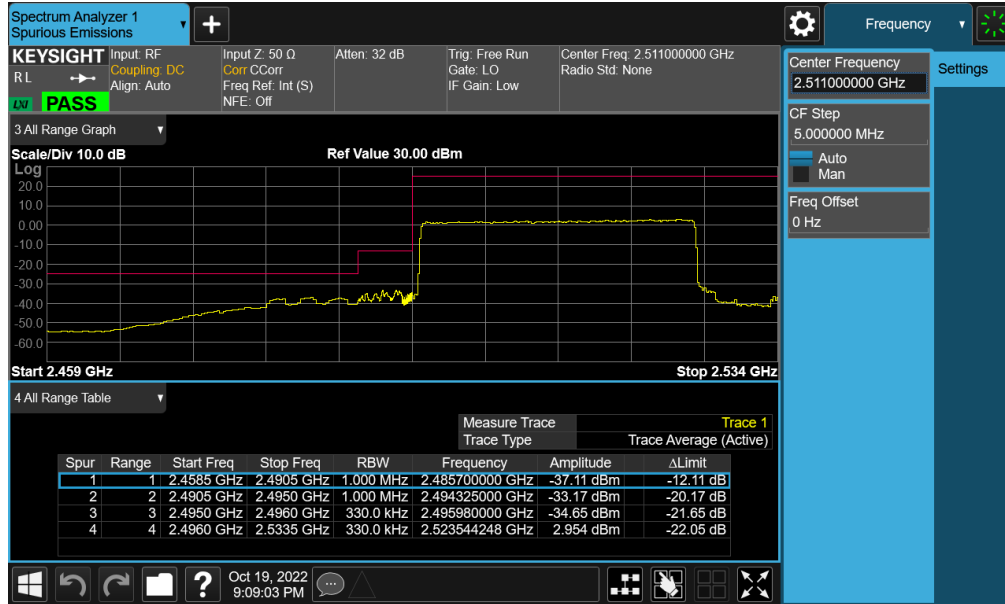 Spectrum Analyzer 1
Spurious Emissions
+
Frequency
KEYSIGHT
R L
LXI
PASS
Input: RF
Coupling: DC
Align: Auto
Input Z: 50 Ω
Corr CCorr
Freq Ref: Int (S)
NFE: Off
Atten: 32 dB
Trig: Free Run
Gate: LO
IF Gain: Low
Center Freq: 2.511000000 GHz
Radio Std: None
Center Frequency
2.511000000 GHz
Settings
CF Step
5.000000 MHz
Auto
Man
Freq Offset
0 Hz
3 All Range Graph
Scale/Div 10.0 dB
Ref Value 30.00 dBm
Log
20.0
10.0
0.00
-10.0
-20.0
-30.0
-40.0
-50.0
-60.0
Start 2.459 GHz
Stop 2.534 GHz
4 All Range Table
Measure Trace Trace 1
Trace Type Trace Average (Active)
Spur Range Start Freq Stop Freq RBW Frequency Amplitude ΔLimit
1 1 2.4585 GHz 2.4905 GHz 1.000 MHz 2.485700000 GHz -37.11 dBm -12.11 dB
2 2 2.4905 GHz 2.4950 GHz 1.000 MHz 2.494325000 GHz -33.17 dBm -20.17 dB
3 3 2.4950 GHz 2.4960 GHz 330.0 kHz 2.495980000 GHz -34.65 dBm -21.65 dB
4 4 2.4960 GHz 2.5335 GHz 330.0 kHz 2.523544248 GHz 2.954 dBm -22.05 dB
?
Oct 19, 2022
9:09:03 PM